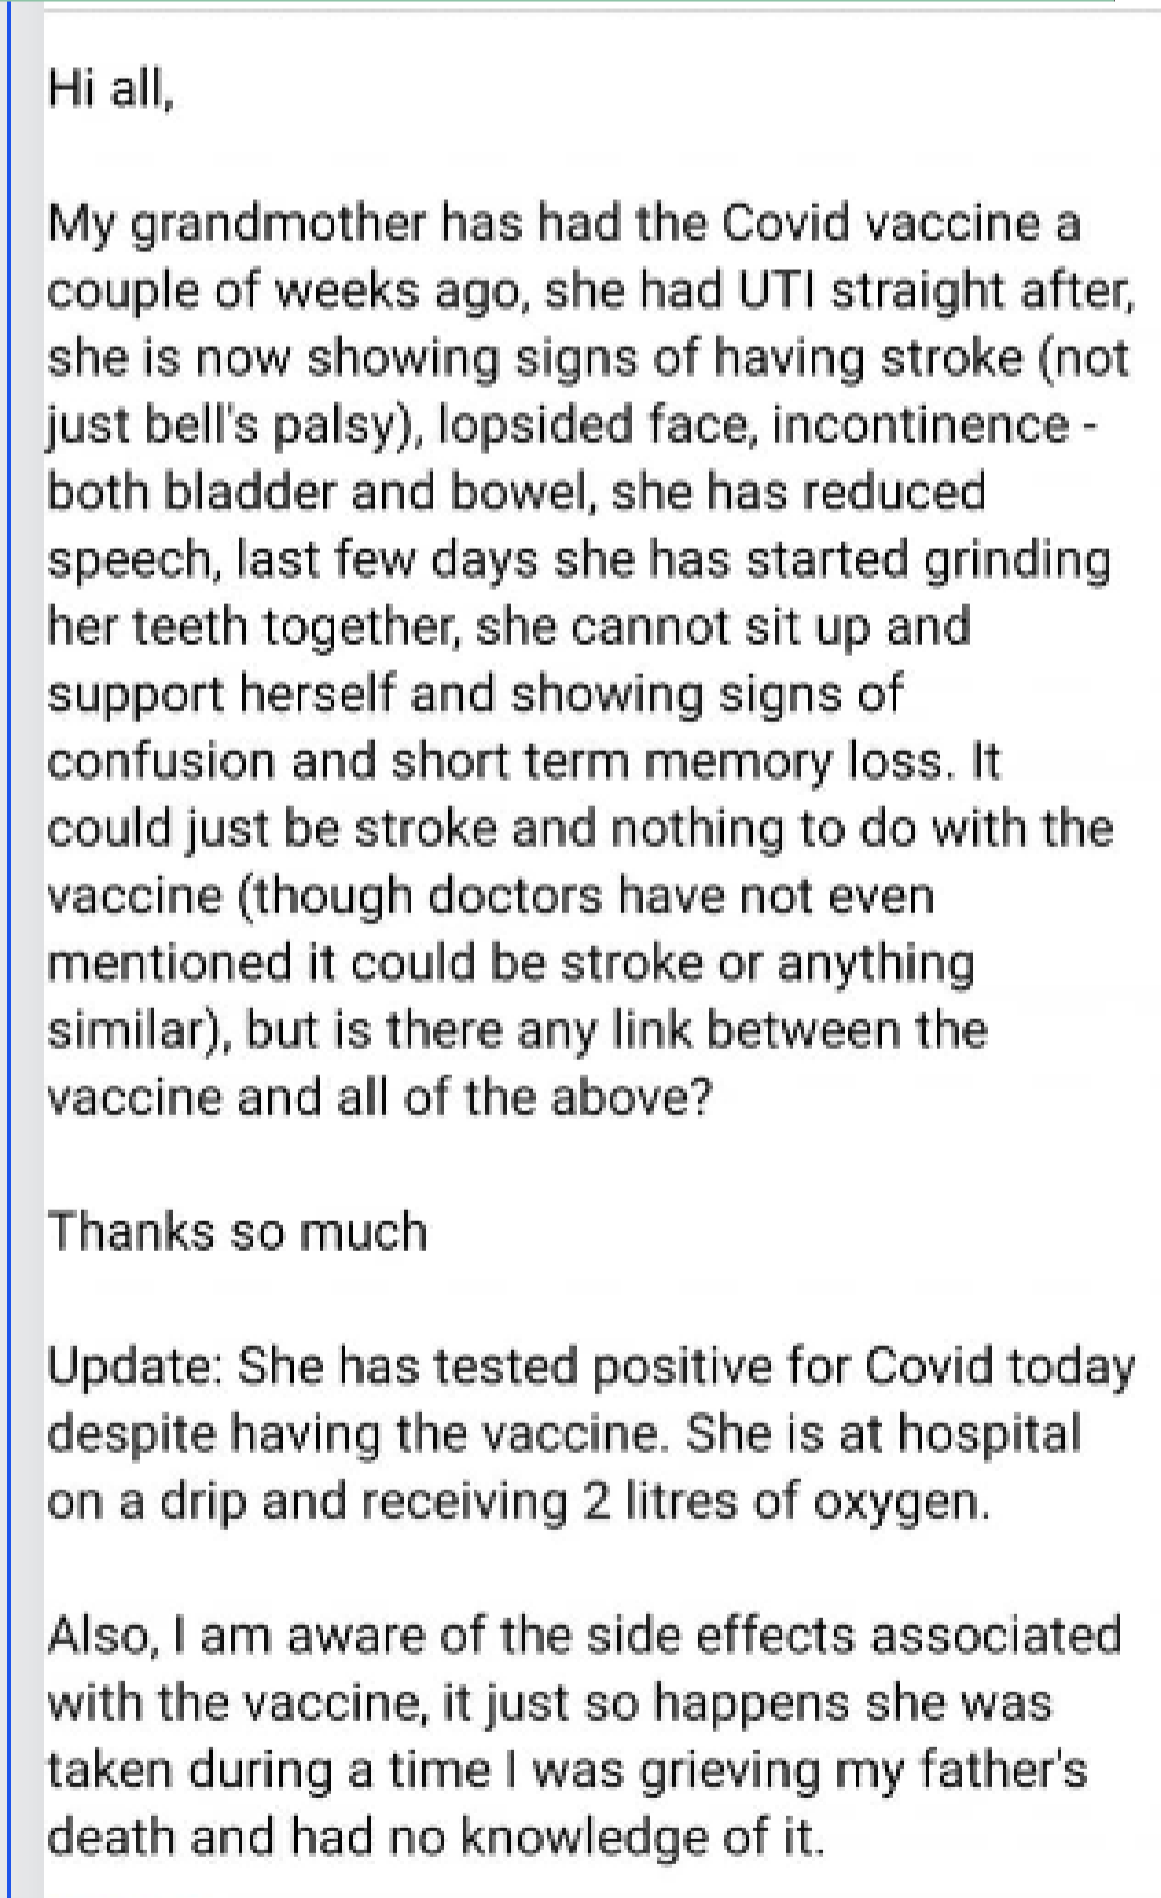 Hi all,
My grandmother has had the Covid vaccine a
couple of weeks ago, she had UTI straight after,
she is now showing signs of having stroke (not
just bell's palsy), lopsided face, incontinence -
both bladder and bowel, she has reduced
speech, last few days she has started grinding
her teeth together, she cannot sit up and
support herself and showing signs of
confusion and short term memory loss. It
could just be stroke and nothing to do with the
vaccine (though doctors have not even
mentioned it could be stroke or anything
similar), but is there any link between the
vaccine and all of the above?
Thanks so much
Update: She has tested positive for Covid today
despite having the vaccine. She is at hospital
on a drip and receiving 2 litres of oxygen.
Also, I am aware of the side effects associated
with the vaccine, it just so happens she was
taken during a time I was grieving my father's
death and had no knowledge of it.